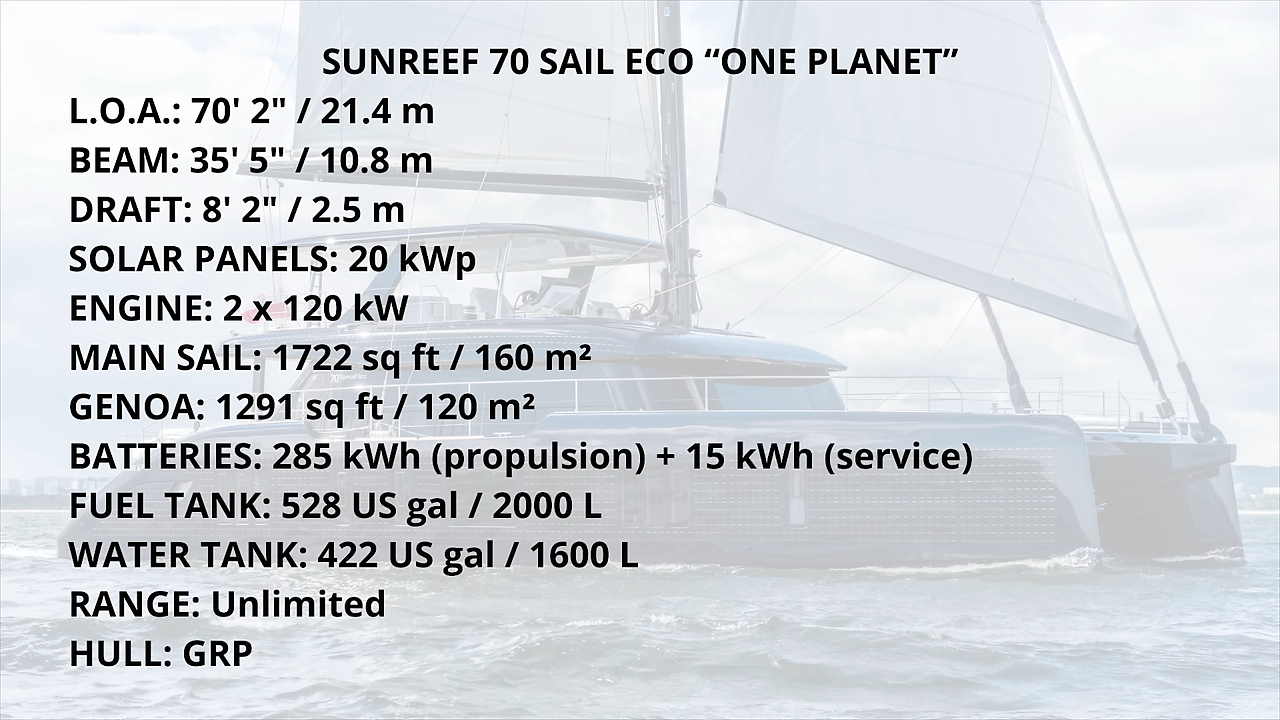 SUNREEF 70 SAIL ECO “ONE PLANET”
L.O.A.: 70' 2" / 21.4 m
BEAM: 35' 5" / 10.8 m
DRAFT: 8' 2" / 2.5 m
SOLAR PANELS: 20 kWp
ENGINE: 2 x 120 kW
MAIN SAIL: 1722 sq ft / 160 m²
GENOA: 1291 sq ft / 120 m²
BATTERIES: 285 kWh (propulsion) + 15 kWh (service)
FUEL TANK: 528 US gal / 2000 L
WATER TANK: 422 US gal / 1600 L
RANGE: Unlimited
HULL: GRP